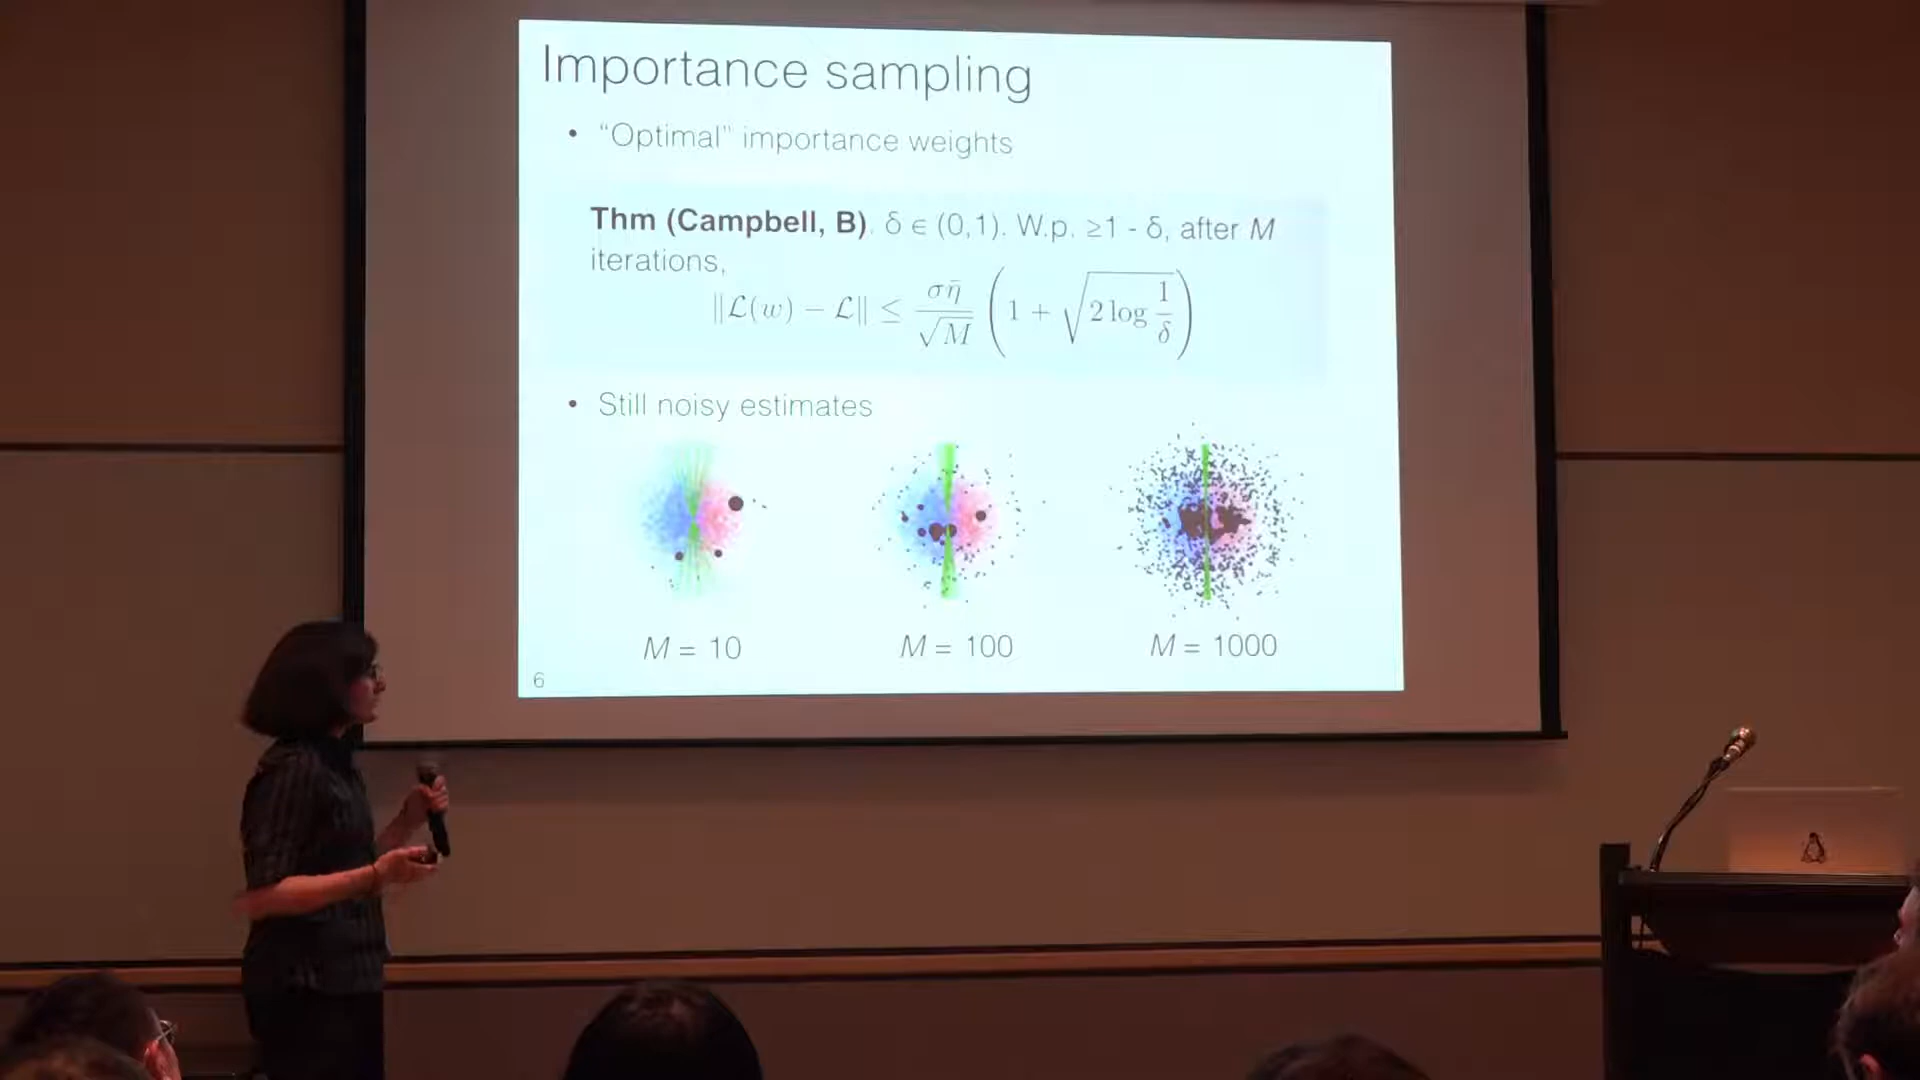 Importance sampling
• “Optimal” importance weights
Thm (Campbell, B). δ ∈ (0,1). W.p. ≥1 - δ, after M
iterations,
‖𝓛(w) − 𝓛‖ ≤ ση̄/√M (1 + √(2 log 1/δ))
• Still noisy estimates
M = 10 M = 100 M = 1000
6